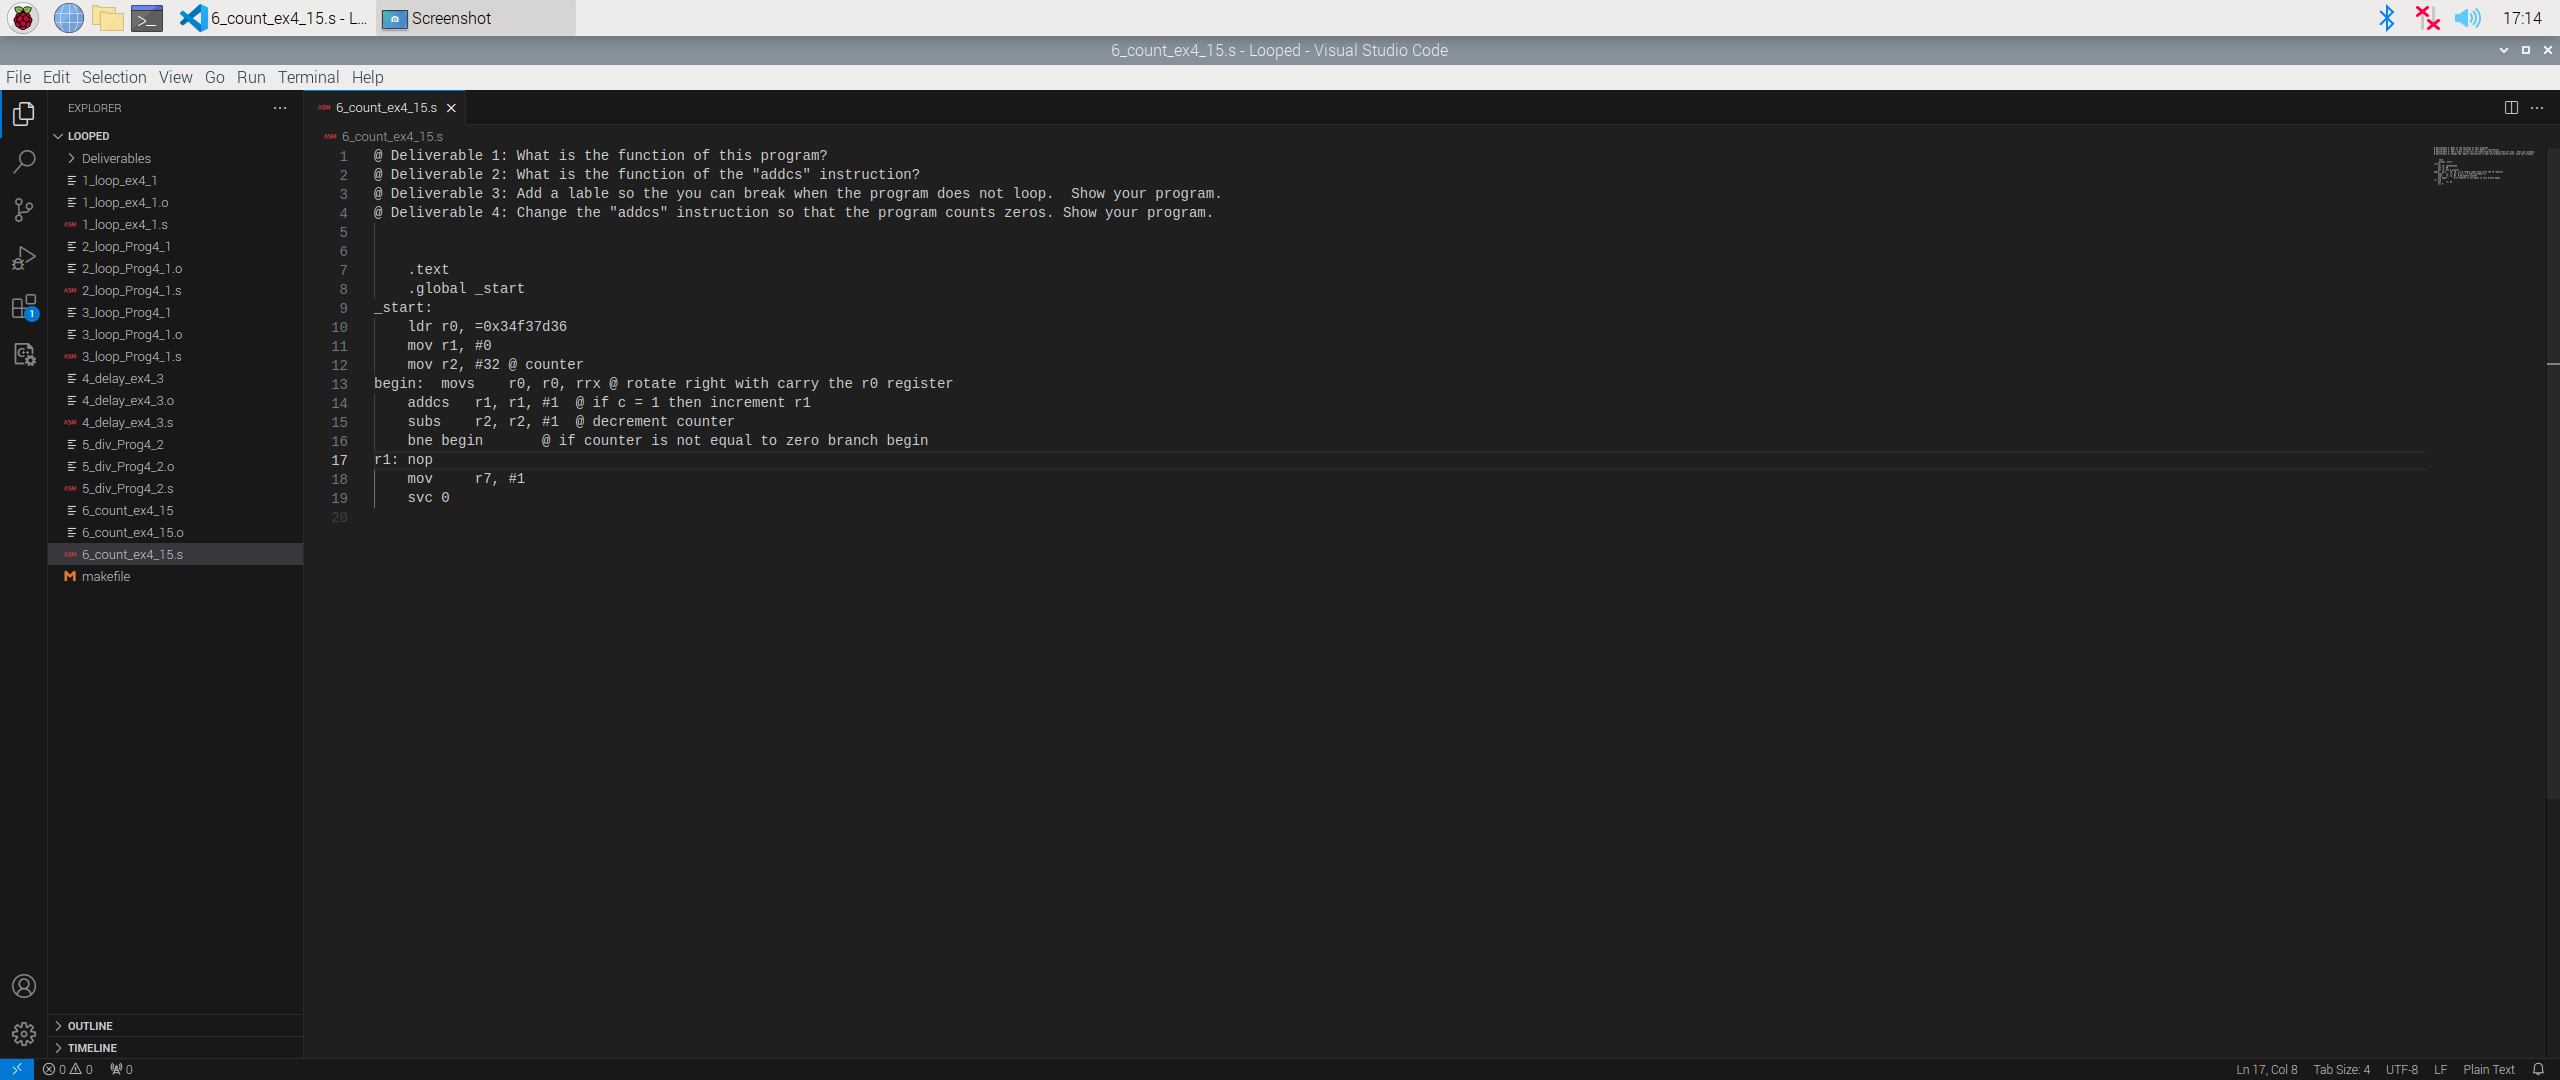 6_count_ex4_15.s - L...
Screenshot
17:14
6_count_ex4_15.s - Looped - Visual Studio Code
File Edit Selection View Go Run Terminal Help
EXPLORER
LOOPED
Deliverables
1_loop_ex4_1
1_loop_ex4_1.o
ASM 1_loop_ex4_1.s
2_loop_Prog4_1
2_loop_Prog4_1.o
ASM 2_loop_Prog4_1.s
3_loop_Prog4_1
3_loop_Prog4_1.o
ASM 3_loop_Prog4_1.s
4_delay_ex4_3
4_delay_ex4_3.o
ASM 4_delay_ex4_3.s
5_div_Prog4_2
5_div_Prog4_2.o
ASM 5_div_Prog4_2.s
6_count_ex4_15
6_count_ex4_15.o
ASM 6_count_ex4_15.s
M makefile
OUTLINE
TIMELINE
1
ASM 6_count_ex4_15.s
ASM 6_count_ex4_15.s
1 @ Deliverable 1: What is the function of this program?
2 @ Deliverable 2: What is the function of the "addcs" instruction?
3 @ Deliverable 3: Add a lable so the you can break when the program does not loop.  Show your program.
4 @ Deliverable 4: Change the "addcs" instruction so that the program counts zeros. Show your program.
5
6
7     .text
8     .global _start
9 _start:
10     ldr r0, =0x34f37d36
11     mov r1, #0
12     mov r2, #32 @ counter
13 begin:  movs    r0, r0, rrx @ rotate right with carry the r0 register
14     addcs   r1, r1, #1  @ if c = 1 then increment r1
15     subs    r2, r2, #1  @ decrement counter
16     bne begin       @ if counter is not equal to zero branch begin
17 r1: nop
18     mov     r7, #1
19     svc 0
20
0 0 0
Ln 17, Col 8 Tab Size: 4 UTF-8 LF Plain Text